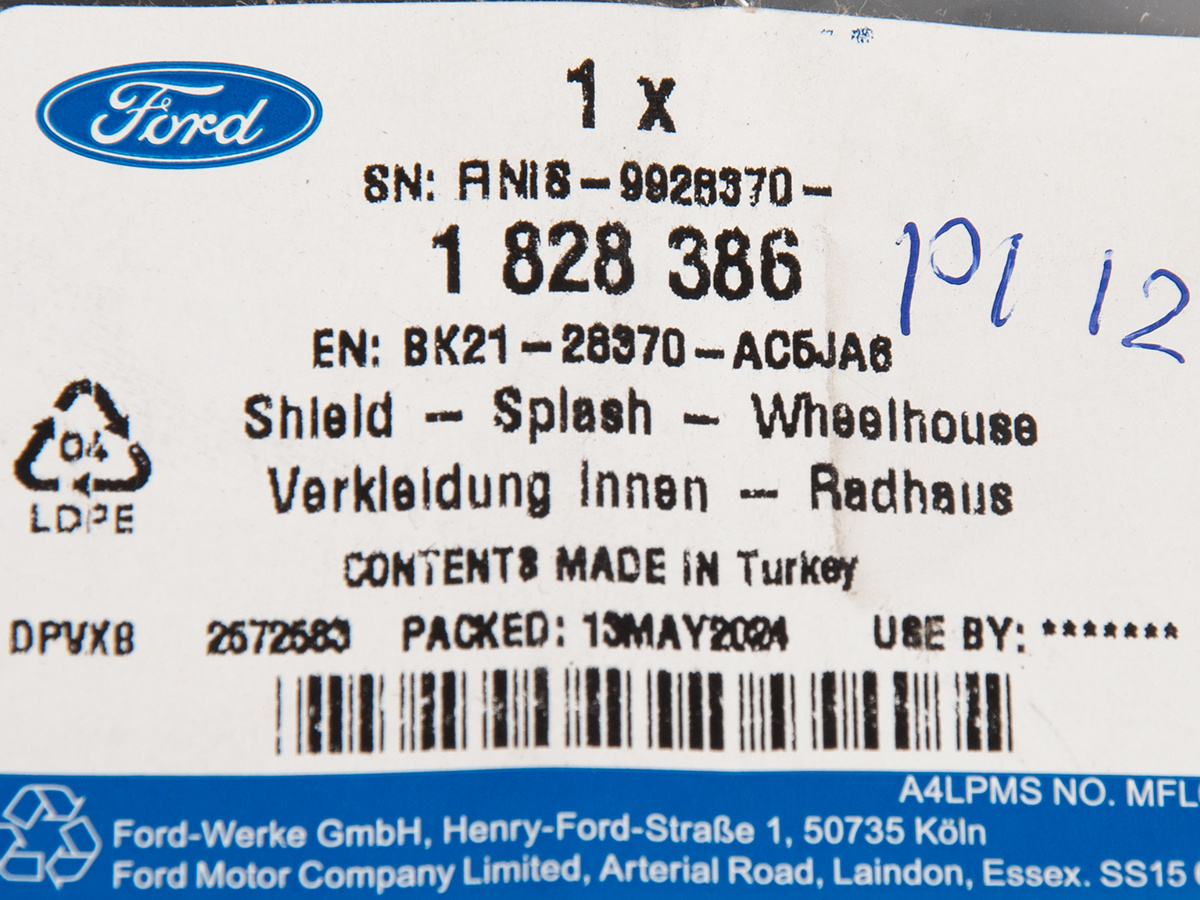 Ford
1 x
SN: ANIS-9928370-
1 828 386
101 12
EN: BK21-28370-AC5JA6
Shield - Splash - Wheelhouse
Verkleidung Innen - Radhaus
04
LDPE
CONTENTS MADE IN Turkey
DPVXB 2572583 PACKED: 13MAY2024 USE BY: *******
A4LPMS NO. MFL
Ford-Werke GmbH, Henry-Ford-Straße 1, 50735 Köln
Ford Motor Company Limited, Arterial Road, Laindon, Essex. SS15